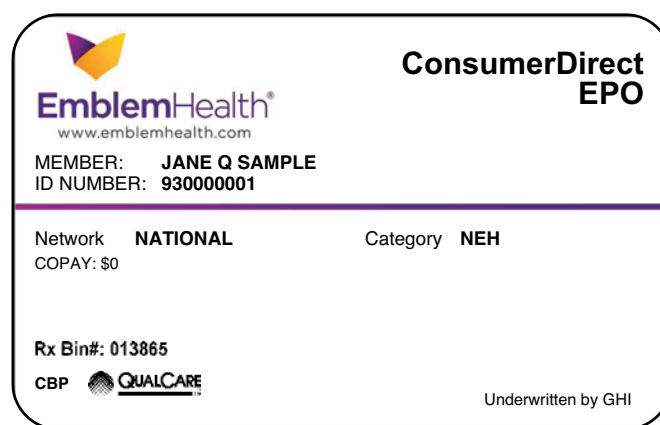 ConsumerDirect
EPO
EmblemHealth®
www.emblemhealth.com
MEMBER: JANE Q SAMPLE
ID NUMBER: 930000001
Network NATIONAL Category NEH
COPAY: $0
Rx Bin#: 013865
CBP QUALCARE
Underwritten by GHI